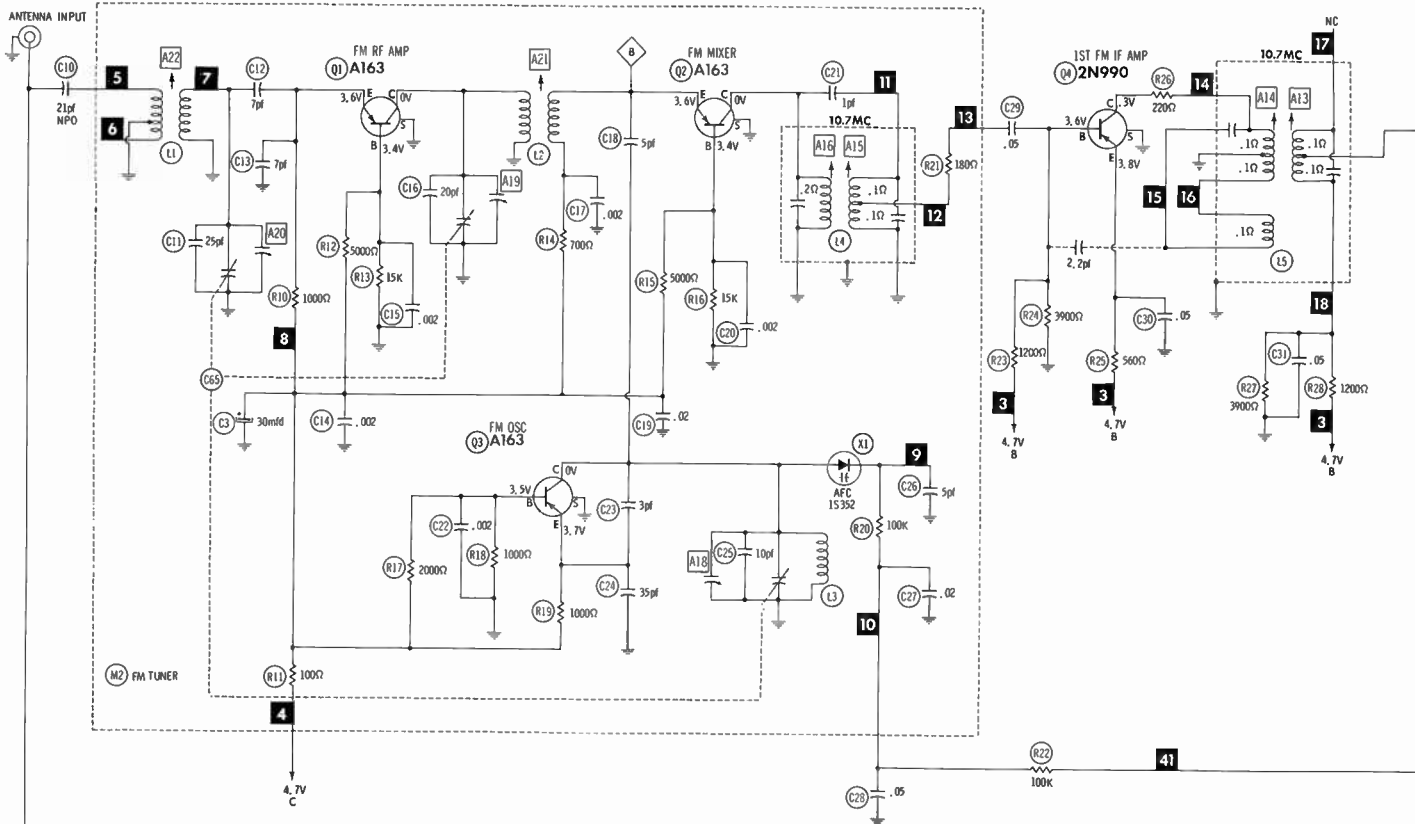 ANTENNA INPUT
C10
21pf
NPO
5
6
A22
L1
7
C12
7pf
C13
7pf
C11
25pf
A20
R10
1000Ω
8
C65
C3
30mfd
FM RF AMP
Q1 A163
3.6V
E
C
0V
S
B
3.4V
R12
5000Ω
R13
15K
C15
.002
C14
.002
C16
20pf
A19
A21
L2
C17
.002
R14
700Ω
B
C18
5pf
FM MIXER
Q2 A163
3.6V
E
C
0V
S
B
3.4V
R15
5000Ω
R16
15K
C20
.002
C19
.02
C21
1pf
11
10.7MC
A16
A15
.2Ω
.1Ω
.1Ω
L4
12
13
R21
180Ω
C29
.05
1ST FM IF AMP
Q4 2N990
3.6V
B
C
.3V
S
E
3.8V
R26
220Ω
14
15
16
2.2pf
R23
1200Ω
R24
3900Ω
3
4.7V
B
R25
560Ω
C30
.05
3
4.7V
B
10.7MC
A14
A13
.1Ω
.1Ω
.1Ω
.1Ω
.1Ω
L5
NC
17
18
R27
3900Ω
C31
.05
R28
1200Ω
3
4.7V
B
FM OSC
Q3 A163
C
0V
3.5V
B
S
E
3.7V
C22
.002
R18
1000Ω
R17
2000Ω
R19
1000Ω
C23
3pf
C24
35pf
A18
C25
10pf
L3
X1
AFC
1S352
9
C26
5pf
R20
100K
C27
.02
10
M2 FM TUNER
R11
100Ω
4
4.7V
C
C28
.05
R22
100K
41